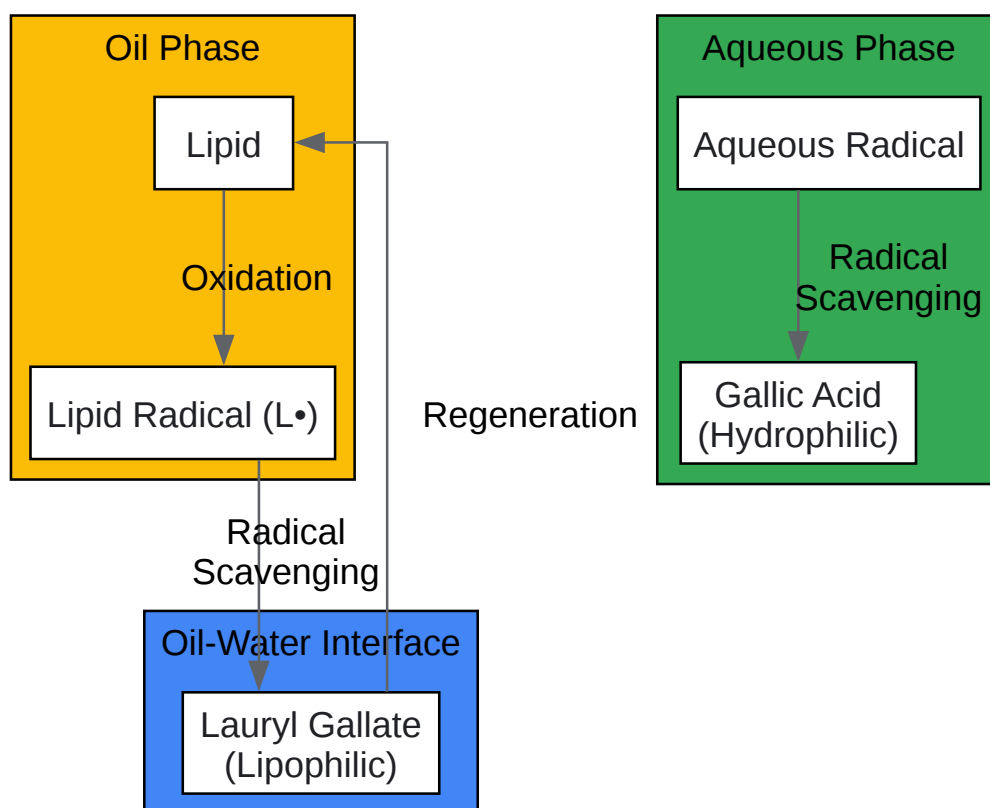 Oil Phase
Lipid
Oxidation
Lipid Radical (L•)
Radical
Scavenging
Regeneration
Oil-Water Interface
Lauryl Gallate
(Lipophilic)
Aqueous Phase
Aqueous Radical
Radical
Scavenging
Gallic Acid
(Hydrophilic)